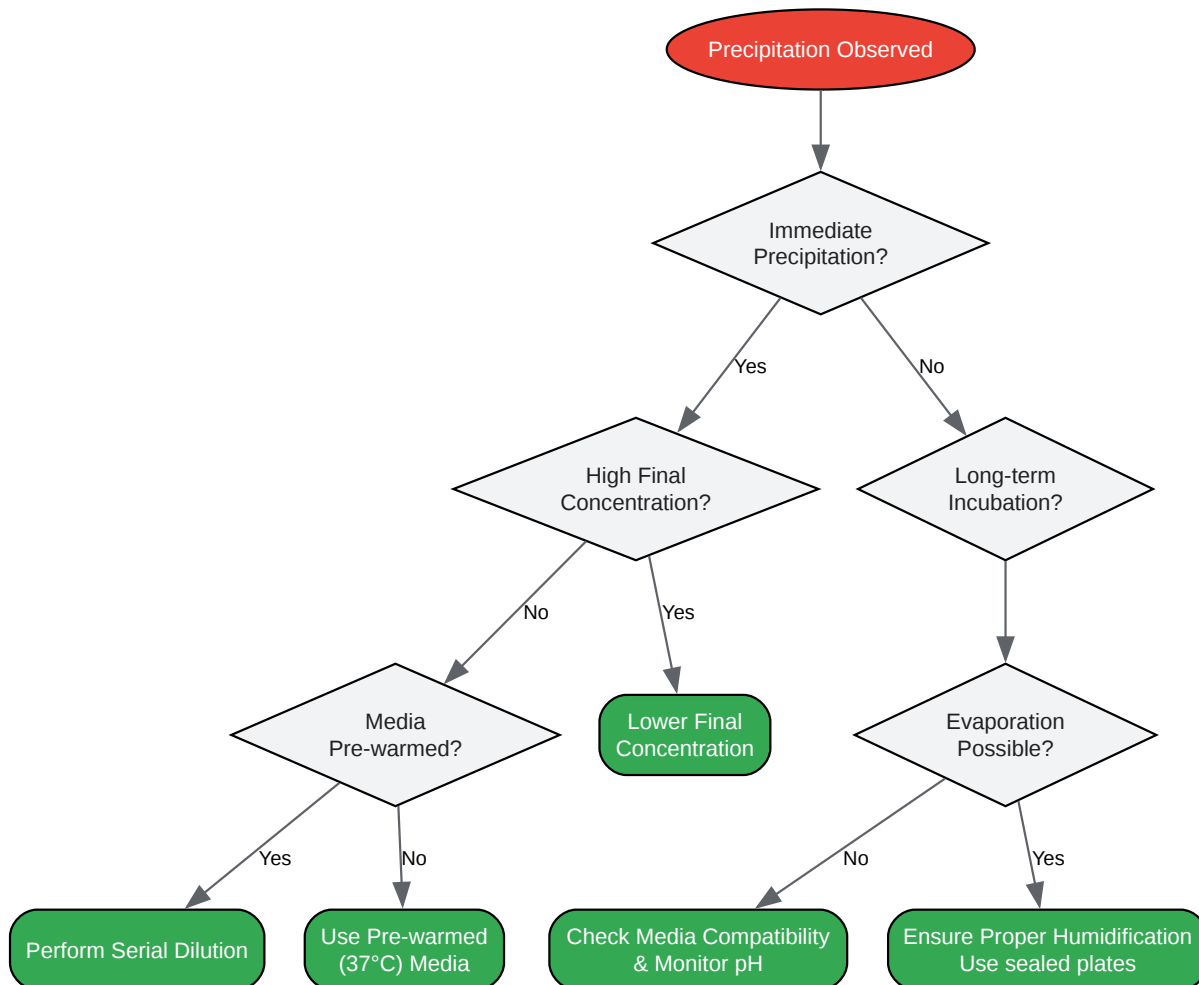 Precipitation Observed
Immediate
Precipitation?
Yes
No
High Final
Concentration?
Long-term
Incubation?
No
Yes
Media
Pre-warmed?
Lower Final
Concentration
Evaporation
Possible?
Yes
No
No
Yes
Perform Serial Dilution
Use Pre-warmed
(37°C) Media
Check Media Compatibility
& Monitor pH
Ensure Proper Humidification
Use sealed plates